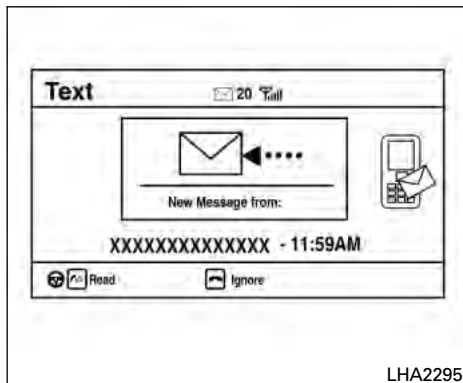 Text 20
New Message from:
XXXXXXXXXXXXXX - 11:59AM
Read Ignore
LHA2295